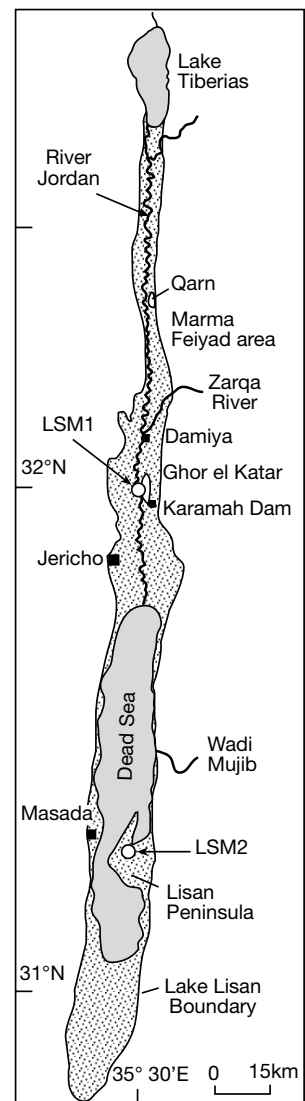 Lake
Tiberias
River
Jordan
Qarn
Marma
Feiyad area
Zarqa
River
LSM1
Damiya
32°N
Ghor el Katar
Karamah Dam
Jericho
Dead Sea
Wadi
Mujib
Masada
LSM2
Lisan
Peninsula
31°N
Lake Lisan
Boundary
35° 30'E
0 15km